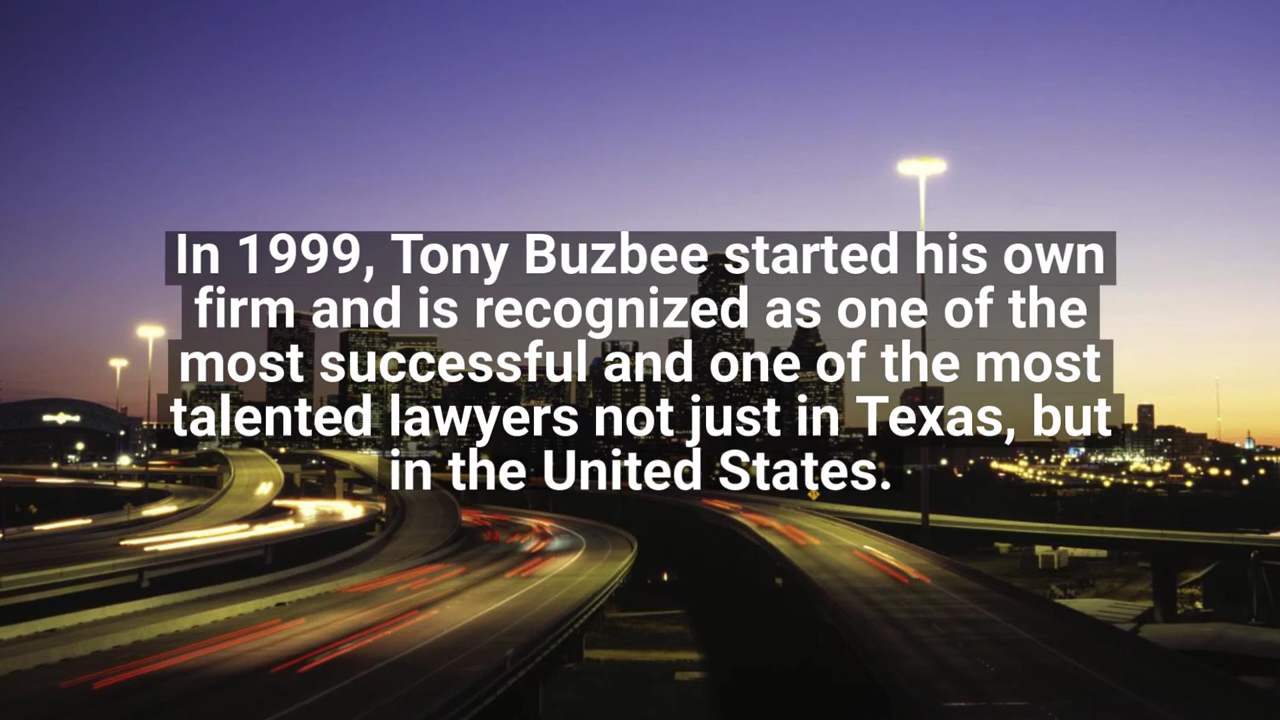 In 1999, Tony Buzbee started his own
firm and is recognized as one of the
most successful and one of the most
talented lawyers not just in Texas, but
in the United States.